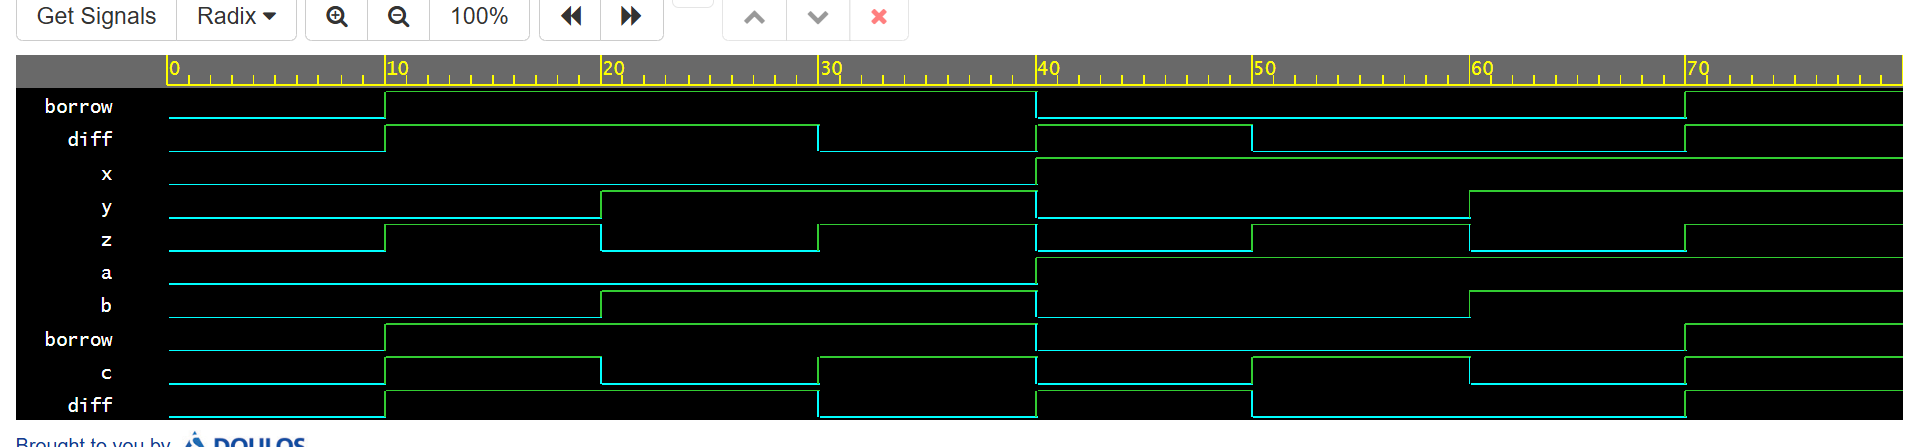 Get Signals Radix 100%
0 10 20 30 40 50 60 70
borrow
diff
x
y
z
a
b
borrow
c
diff
Brought to you by DOULOS